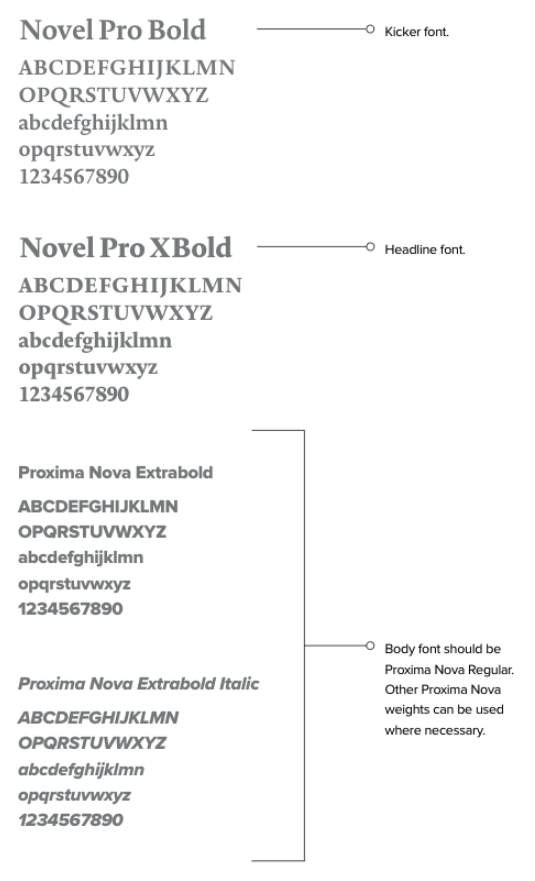 Novel Pro Bold
Kicker font.
ABCDEFGHIJKLMN
OPQRSTUVWXYZ
abcdefghijklmn
opqrstuvwxyz
1234567890
Novel Pro XBold
Headline font.
ABCDEFGHIJKLMN
OPQRSTUVWXYZ
abcdefghijklmn
opqrstuvwxyz
1234567890
Proxima Nova Extrabold
ABCDEFGHIJKLMN
OPQRSTUVWXYZ
abcdefghijklmn
opqrstuvwxyz
1234567890
Proxima Nova Extrabold Italic
ABCDEFGHIJKLMN
OPQRSTUVWXYZ
abcdefghijklmn
opqrstuvwxyz
1234567890
Body font should be
Proxima Nova Regular.
Other Proxima Nova
weights can be used
where necessary.